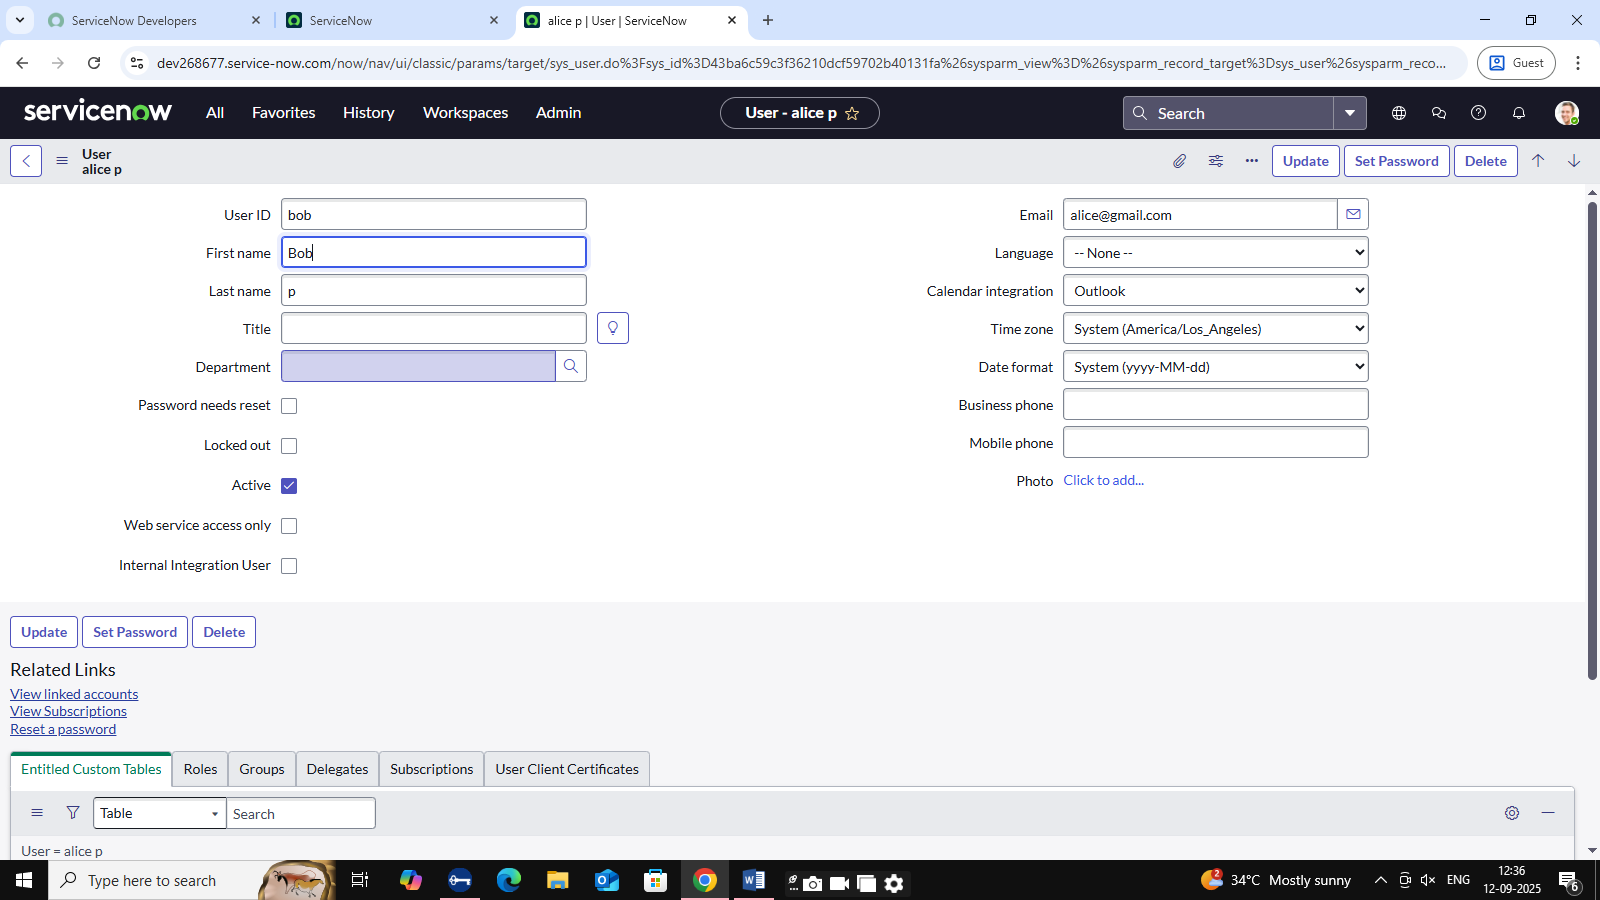 ServiceNow Developers
ServiceNow
alice p | User | ServiceNow
dev268677.service-now.com/now/nav/ui/classic/params/target/sys_user.do%3Fsys_id%3D43ba6c59c3f36210dcf59702b40131fa%26sysparm_view%3D%26sysparm_record_target%3Dsys_user%26sysparm_reco...
Guest
servicenow
All
Favorites
History
Workspaces
Admin
User - alice p
Search
User
alice p
Update
Set Password
Delete
User ID bob
First name Bob
Last name p
Title
Department
Password needs reset
Locked out
Active
Web service access only
Internal Integration User
Email alice@gmail.com
Language -- None --
Calendar integration Outlook
Time zone System (America/Los_Angeles)
Date format System (yyyy-MM-dd)
Business phone
Mobile phone
Photo Click to add...
Update
Set Password
Delete
Related Links
View linked accounts
View Subscriptions
Reset a password
Entitled Custom Tables
Roles
Groups
Delegates
Subscriptions
User Client Certificates
Table
Search
User = alice p
Type here to search
2
34°C Mostly sunny
ENG
12:36
12-09-2025
6